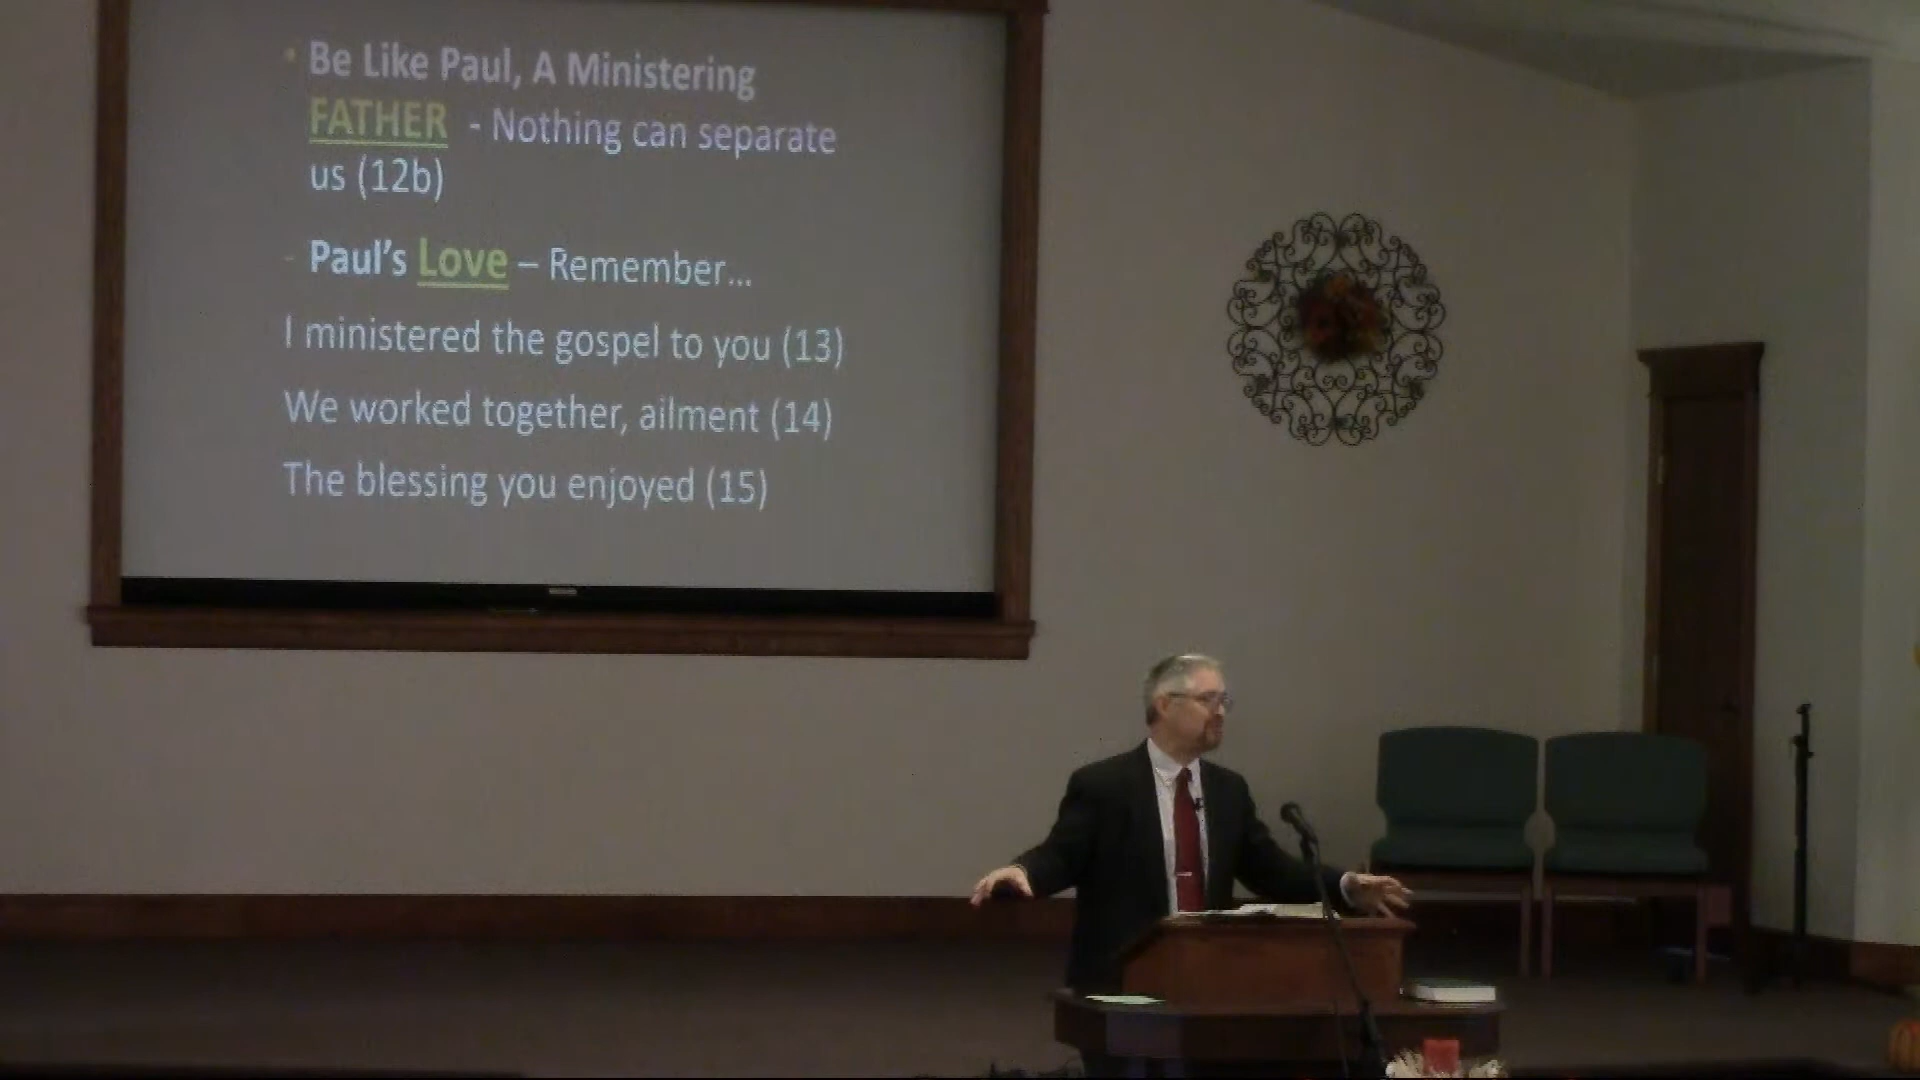 • Be Like Paul, A Ministering
FATHER - Nothing can separate
us (12b)
- Paul's Love – Remember...
I ministered the gospel to you (13)
We worked together, ailment (14)
The blessing you enjoyed (15)